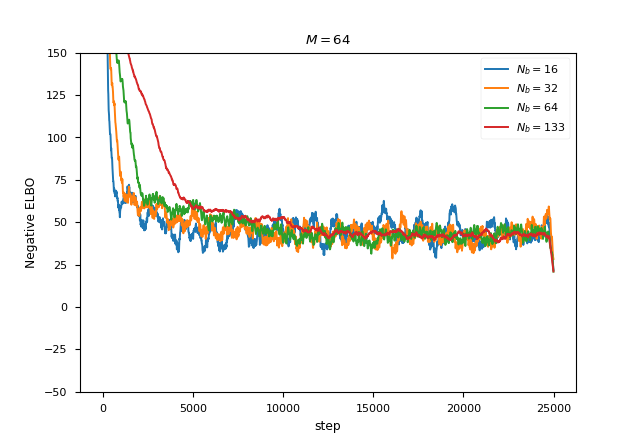 M = 64
150
125
100
75
50
25
0
−25
−50
Negative ELBO
0
5000
10000
15000
20000
25000
step
N_b = 16
N_b = 32
N_b = 64
N_b = 133